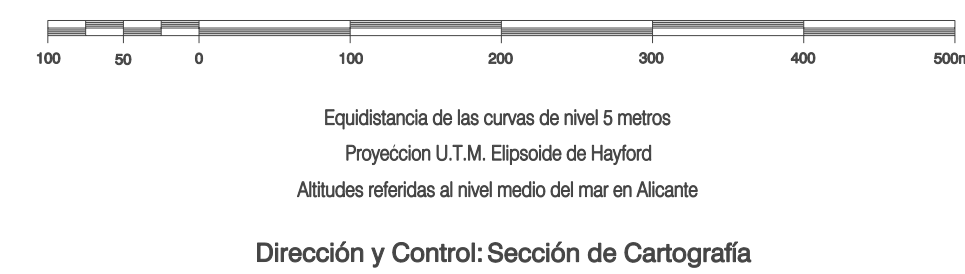 100 50 0 100 200 300 400 500m
Equidistancia de las curvas de nivel 5 metros
Proyećcion U.T.M. Elipsoide de Hayford
Altitudes referidas al nivel medio del mar en Alicante
Dirección y Control: Sección de Cartografía